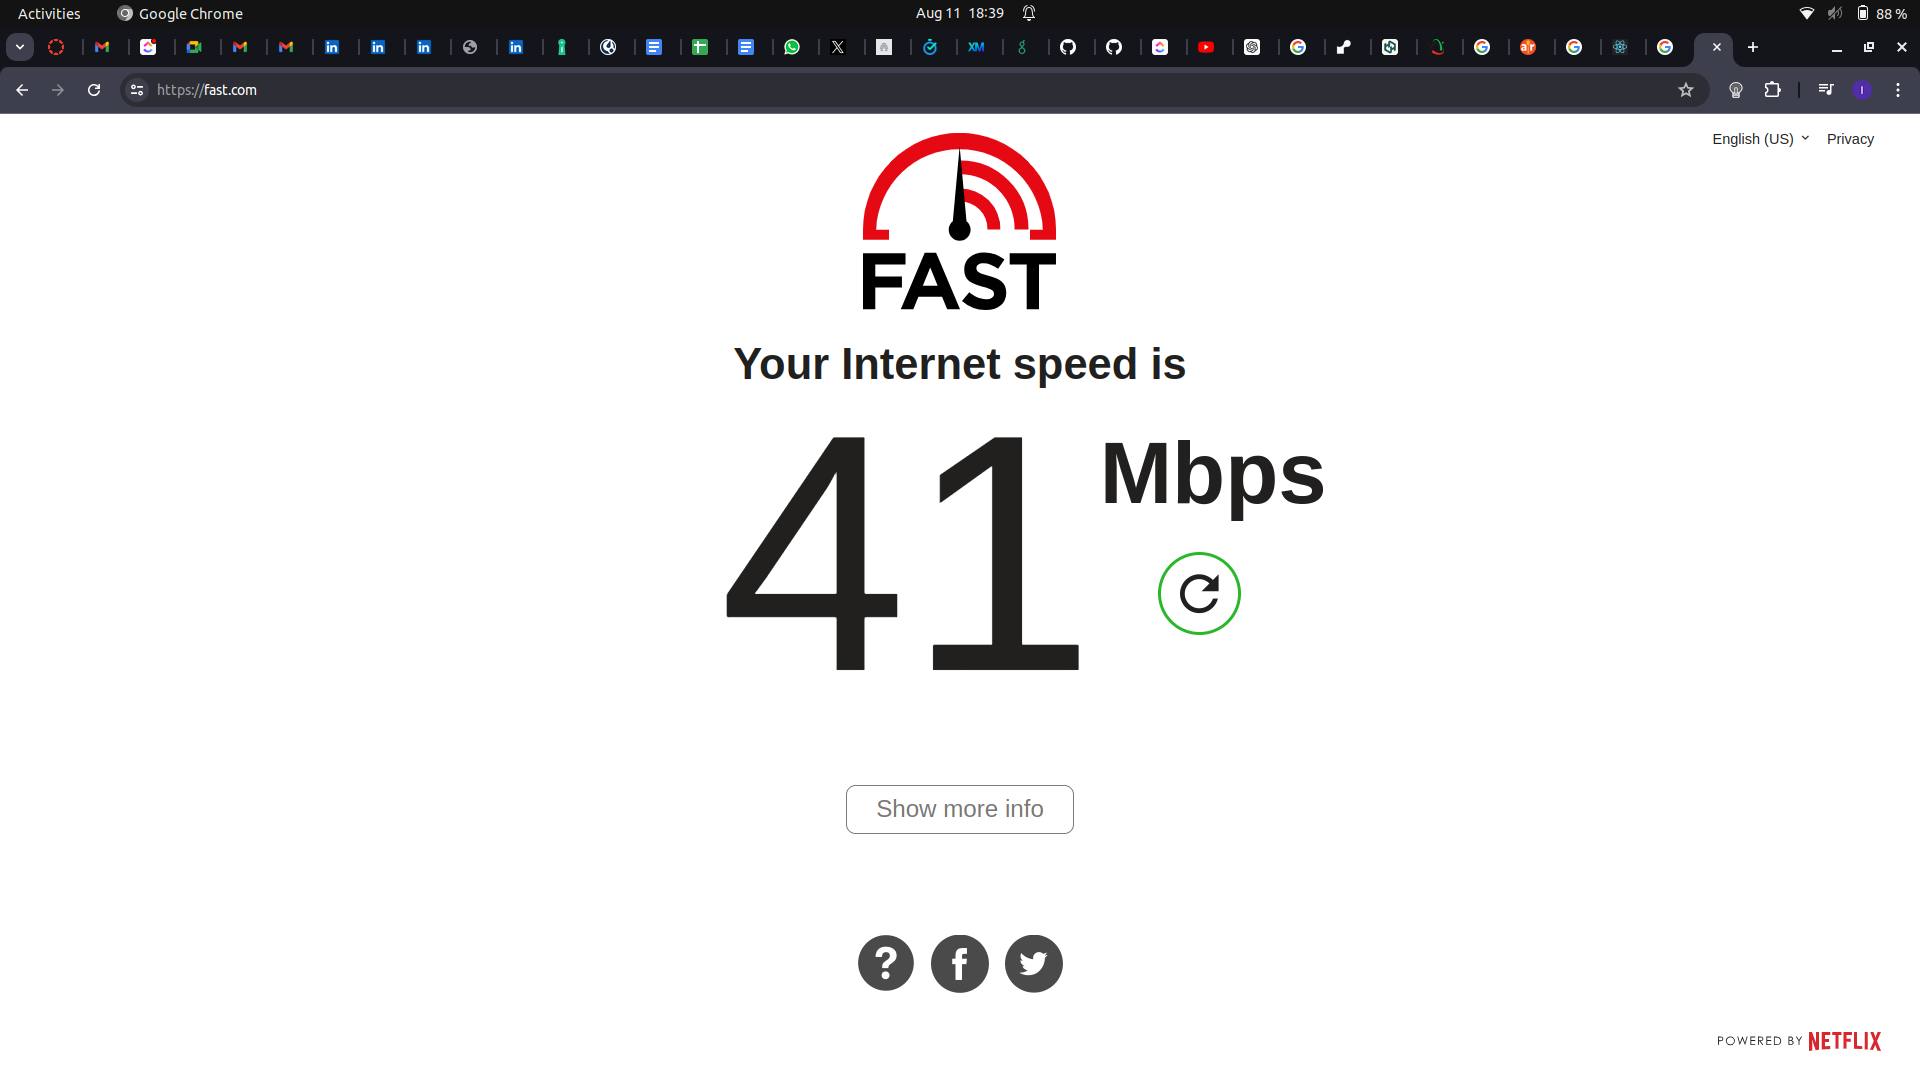 Activities Google Chrome Aug 11 18:39 88 %
https://fast.com
English (US) Privacy
FAST
Your Internet speed is
41 Mbps
Show more info
POWERED BY NETFLIX